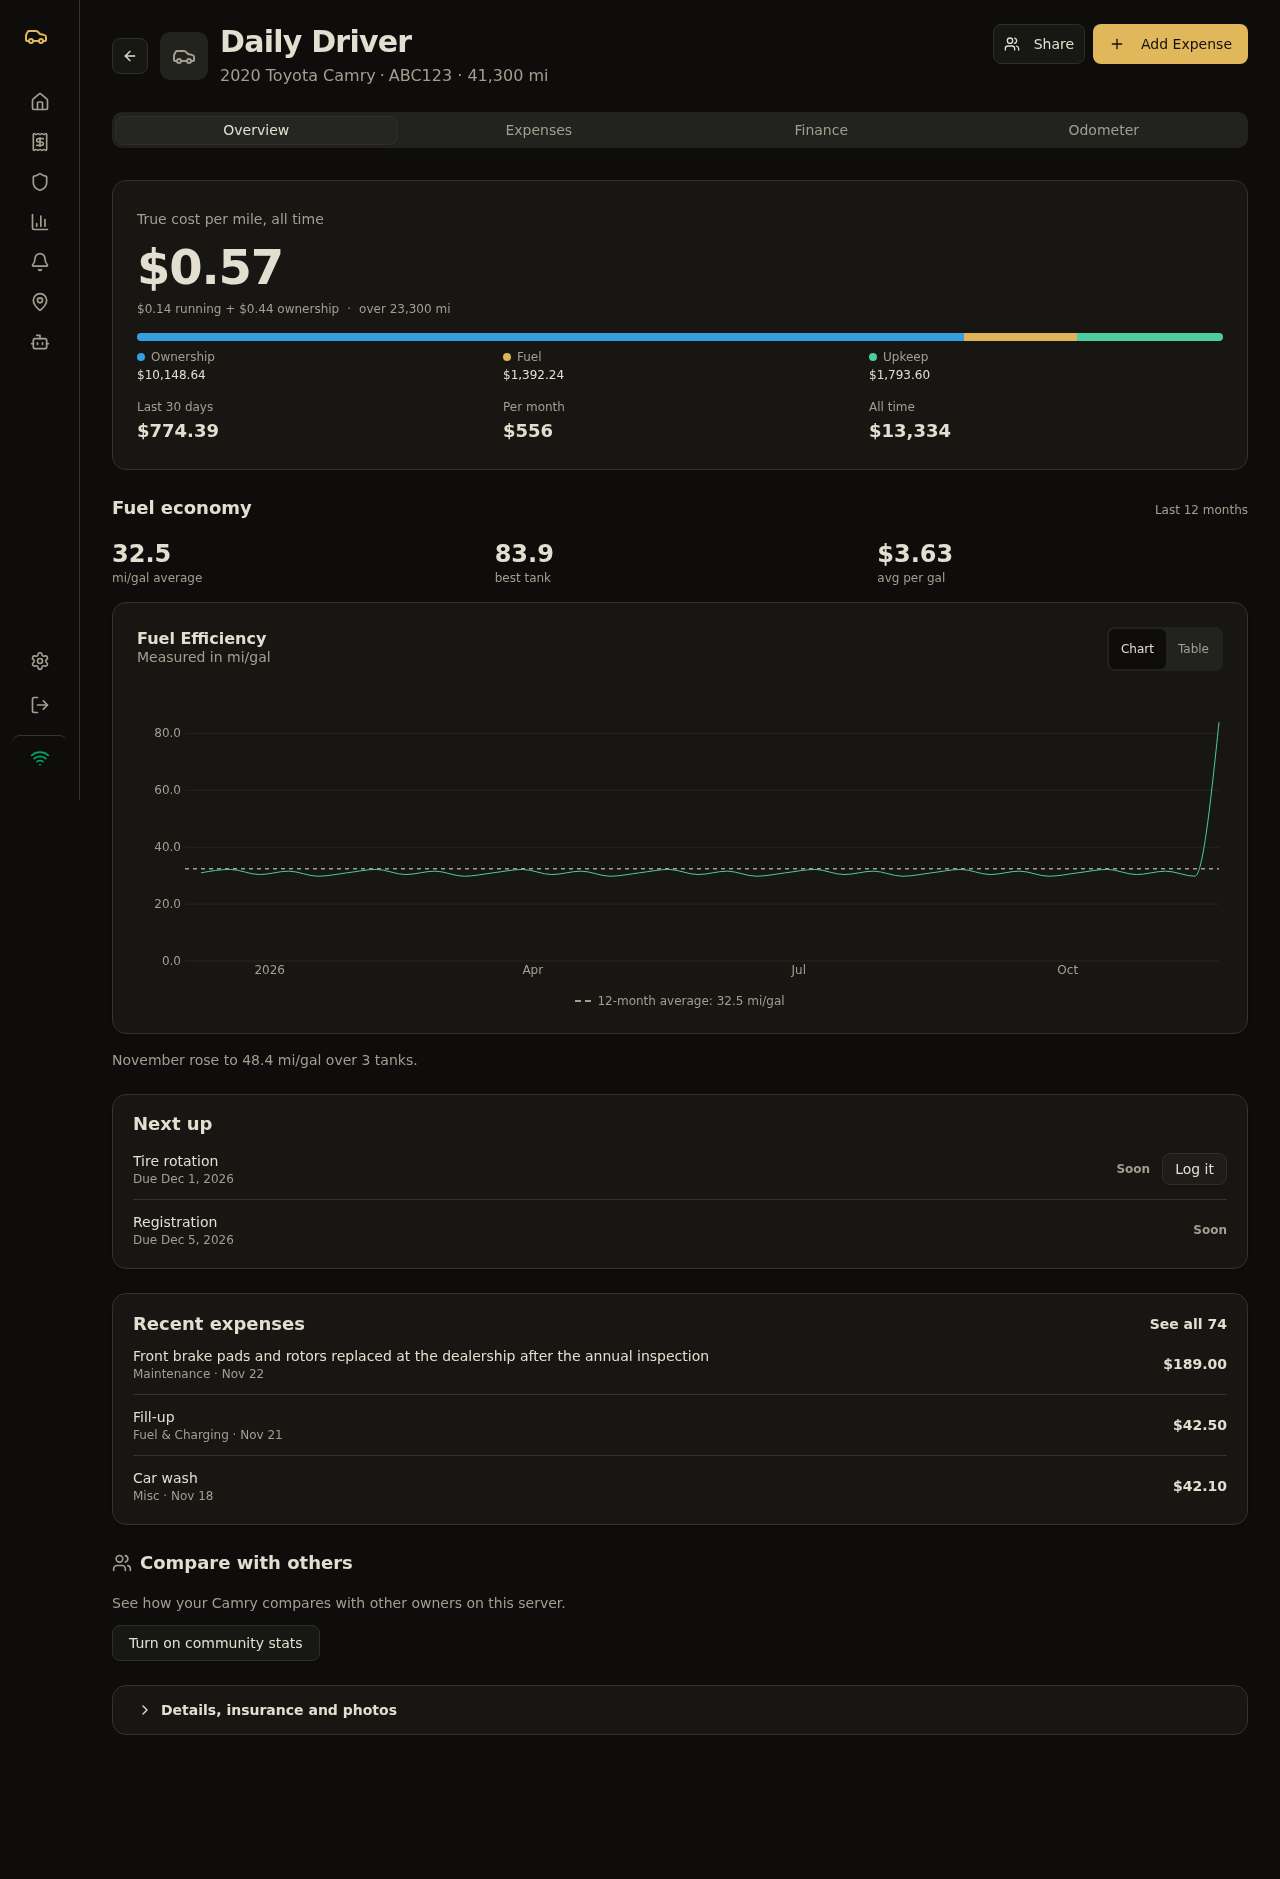 Daily Driver
2020 Toyota Camry · ABC123 · 41,300 mi
Share
Add Expense
Overview
Expenses
Finance
Odometer
True cost per mile, all time
$0.57
$0.14 running + $0.44 ownership · over 23,300 mi
Ownership
$10,148.64
Fuel
$1,392.24
Upkeep
$1,793.60
Last 30 days
$774.39
Per month
$556
All time
$13,334
Fuel economy
Last 12 months
32.5
mi/gal average
83.9
best tank
$3.63
avg per gal
Fuel Efficiency
Measured in mi/gal
Chart
Table
80.0
60.0
40.0
20.0
0.0
2026
Apr
Jul
Oct
12-month average: 32.5 mi/gal
November rose to 48.4 mi/gal over 3 tanks.
Next up
Tire rotation
Due Dec 1, 2026
Soon
Log it
Registration
Due Dec 5, 2026
Soon
Recent expenses
See all 74
Front brake pads and rotors replaced at the dealership after the annual inspection
Maintenance · Nov 22
$189.00
Fill-up
Fuel & Charging · Nov 21
$42.50
Car wash
Misc · Nov 18
$42.10
Compare with others
See how your Camry compares with other owners on this server.
Turn on community stats
Details, insurance and photos